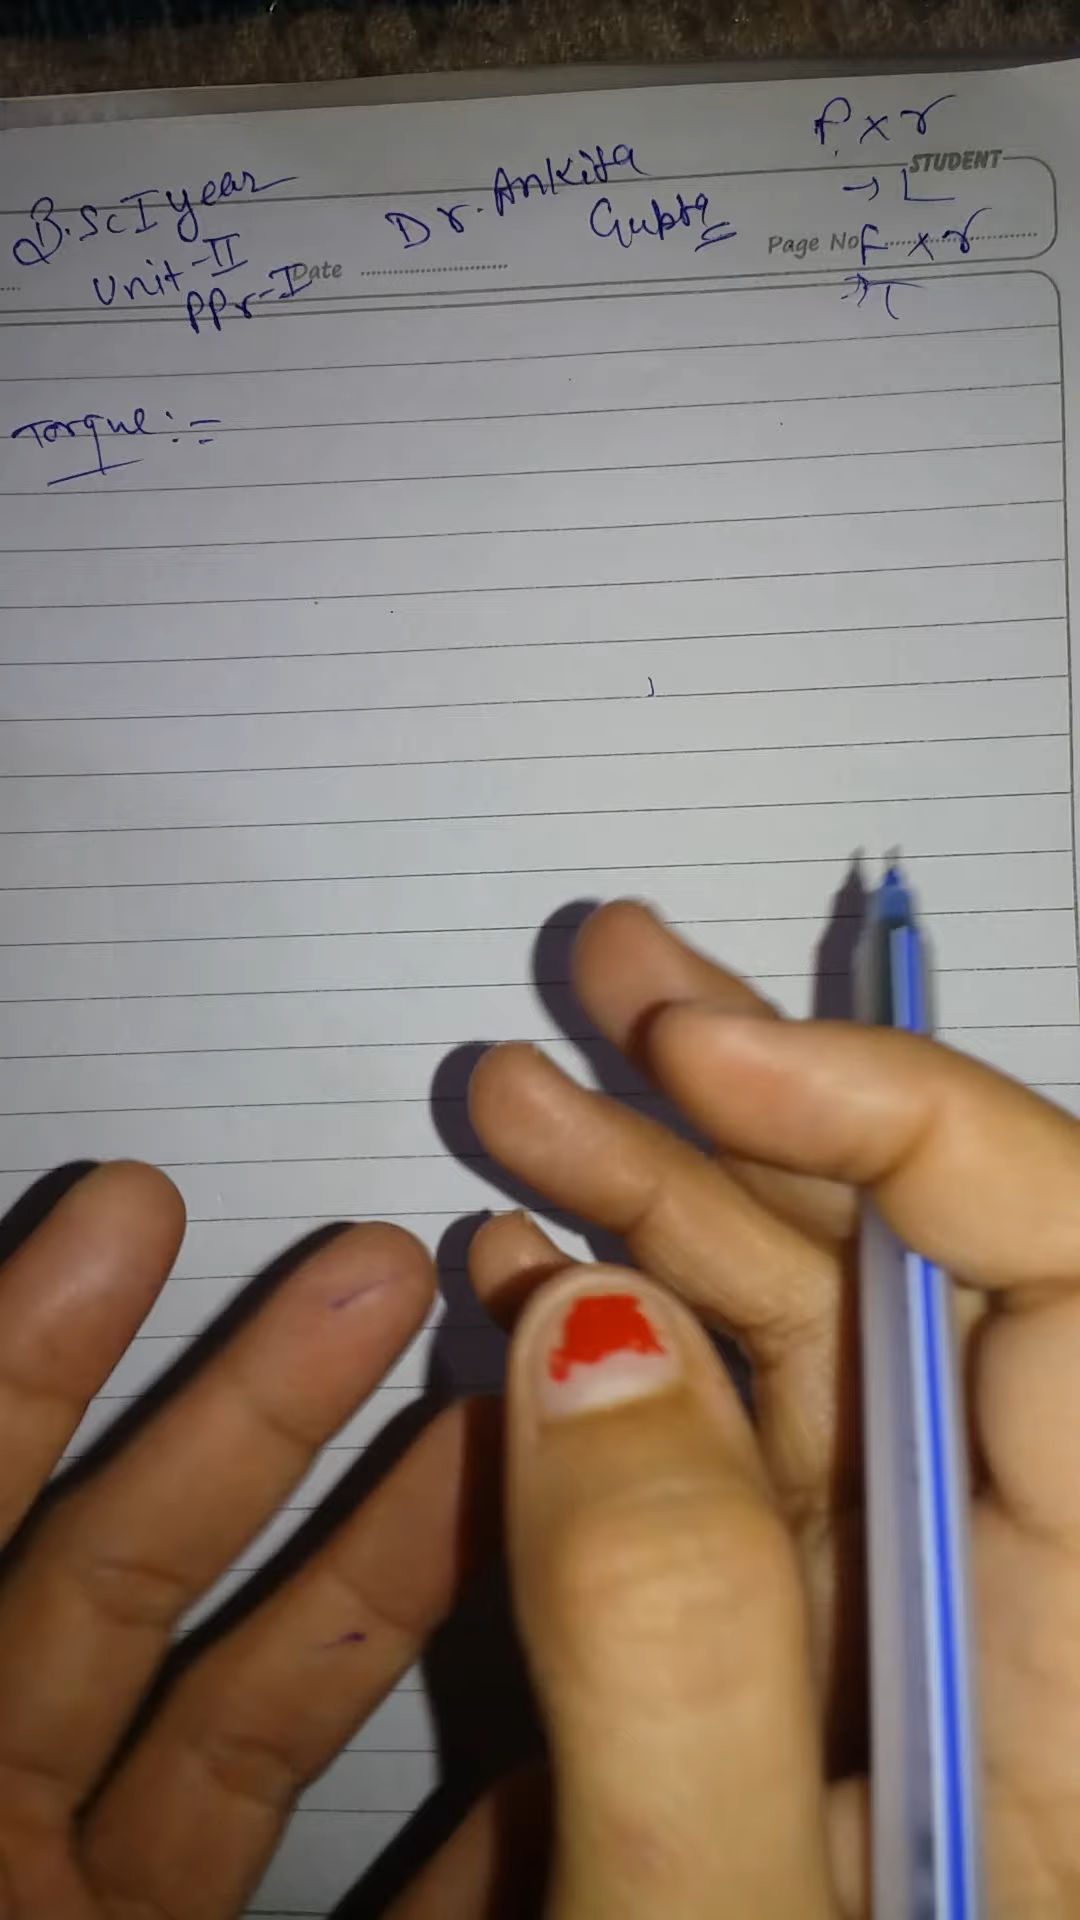 P x r
STUDENT
B.Sc I year
Dr. Ankita
→ L
Unit-II
Gupta
Page No. F x r
Date
PPr-I
→ τ
Torque :=